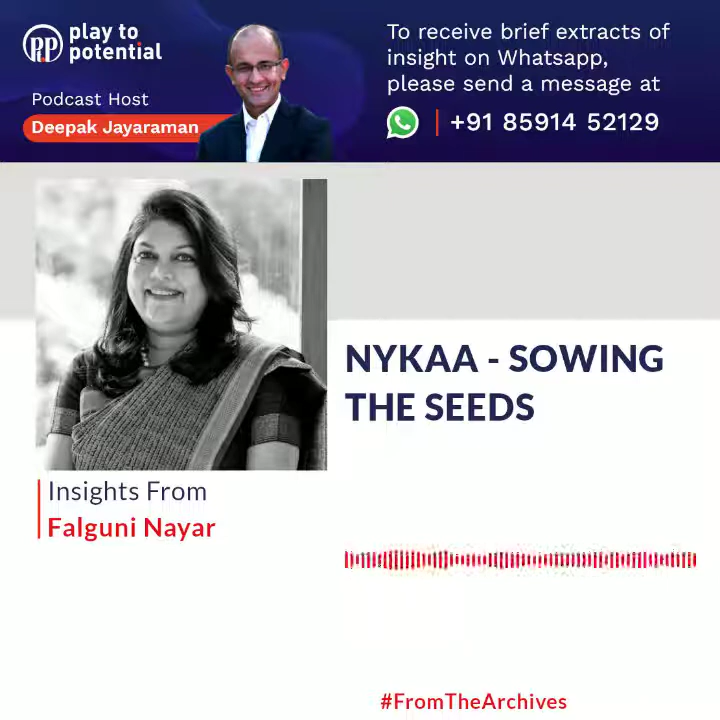 play to
potential
Podcast Host
Deepak Jayaraman
To receive brief extracts of
insight on Whatsapp,
please send a message at
+91 85914 52129
NYKAA - SOWING
THE SEEDS
Insights From
Falguni Nayar
#FromTheArchives